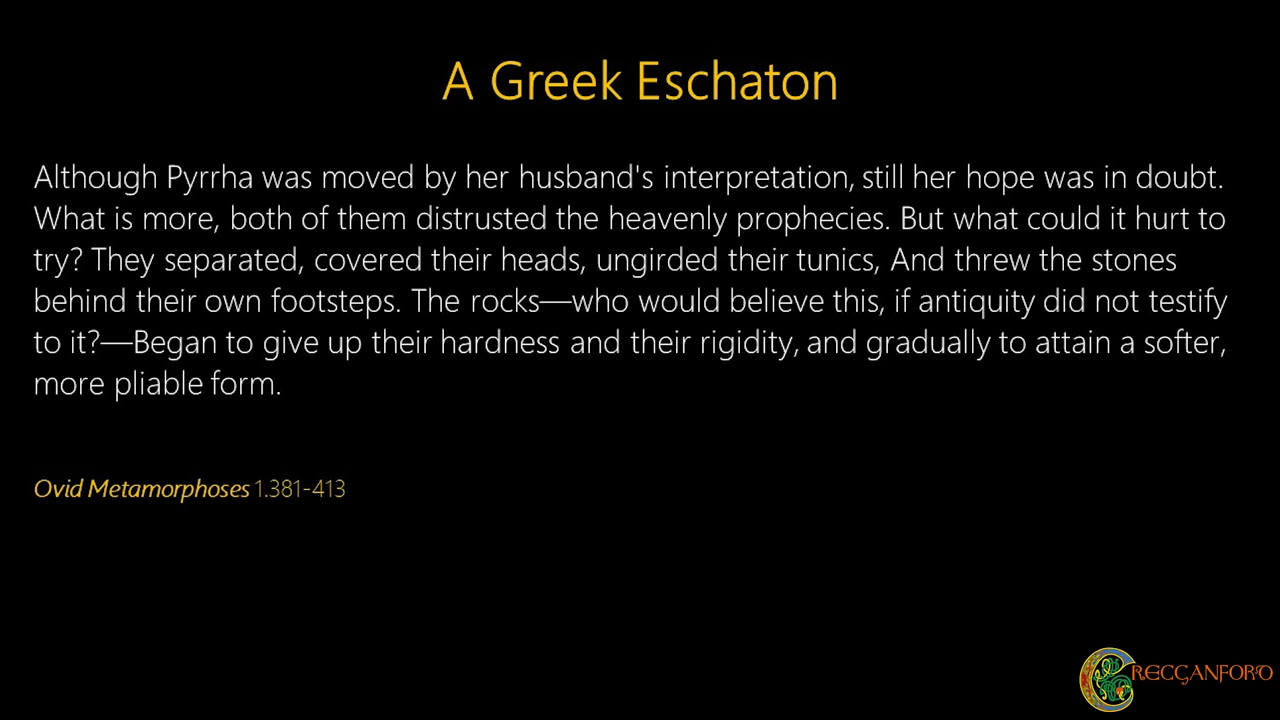 A Greek Eschaton
Although Pyrrha was moved by her husband's interpretation, still her hope was in doubt.
What is more, both of them distrusted the heavenly prophecies. But what could it hurt to
try? They separated, covered their heads, ungirded their tunics, And threw the stones
behind their own footsteps. The rocks—who would believe this, if antiquity did not testify
to it?—Began to give up their hardness and their rigidity, and gradually to attain a softer,
more pliable form.
Ovid Metamorphoses 1.381-413
CRECGANFORD